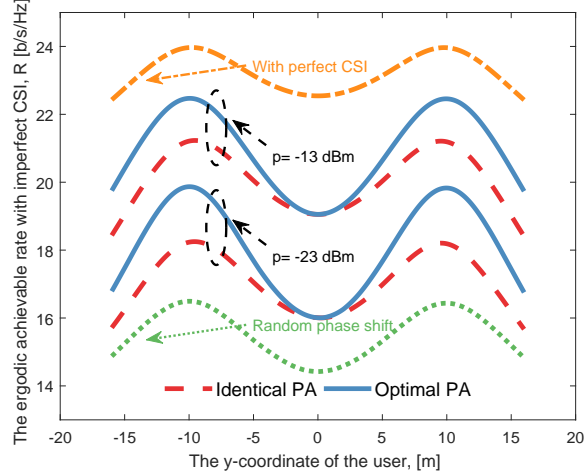 The ergodic achievable rate with imperfect CSI, R [b/s/Hz]
24
22
20
18
16
14
With perfect CSI
p= -13 dBm
p= -23 dBm
Random phase shift
Identical PA
Optimal PA
-20
-15
-10
-5
0
5
10
15
20
The y-coordinate of the user, [m]